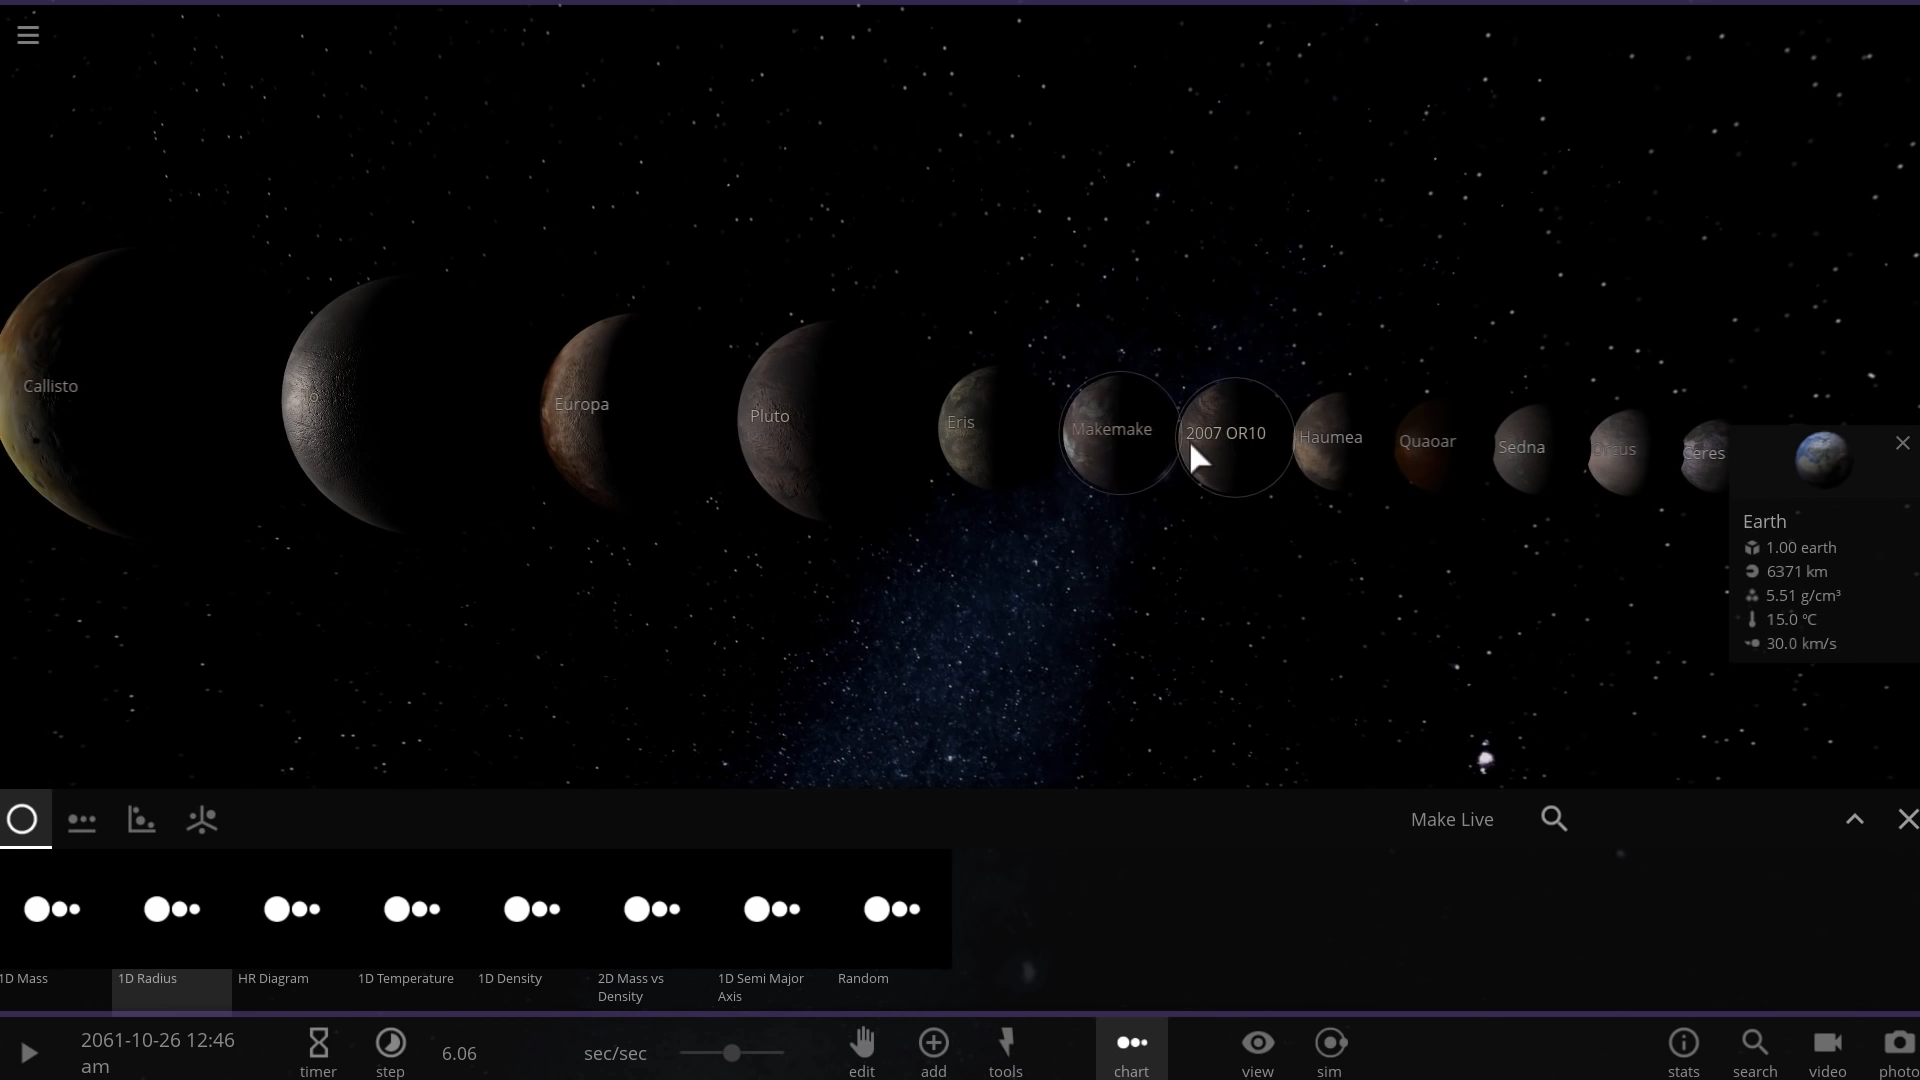 Callisto
Io
Europa
Pluto
Eris
Makemake
2007 OR10
Haumea
Quaoar
Sedna
Orcus
Ceres
Earth
1.00 earth
6371 km
5.51 g/cm³
15.0 °C
30.0 km/s
Make Live
1D Mass
1D Radius
HR Diagram
1D Temperature
1D Density
2D Mass vs
Density
1D Semi Major
Axis
Random
2061-10-26 12:46
am
timer
step
6.06
sec/sec
edit
add
tools
chart
view
sim
stats
search
video
photo